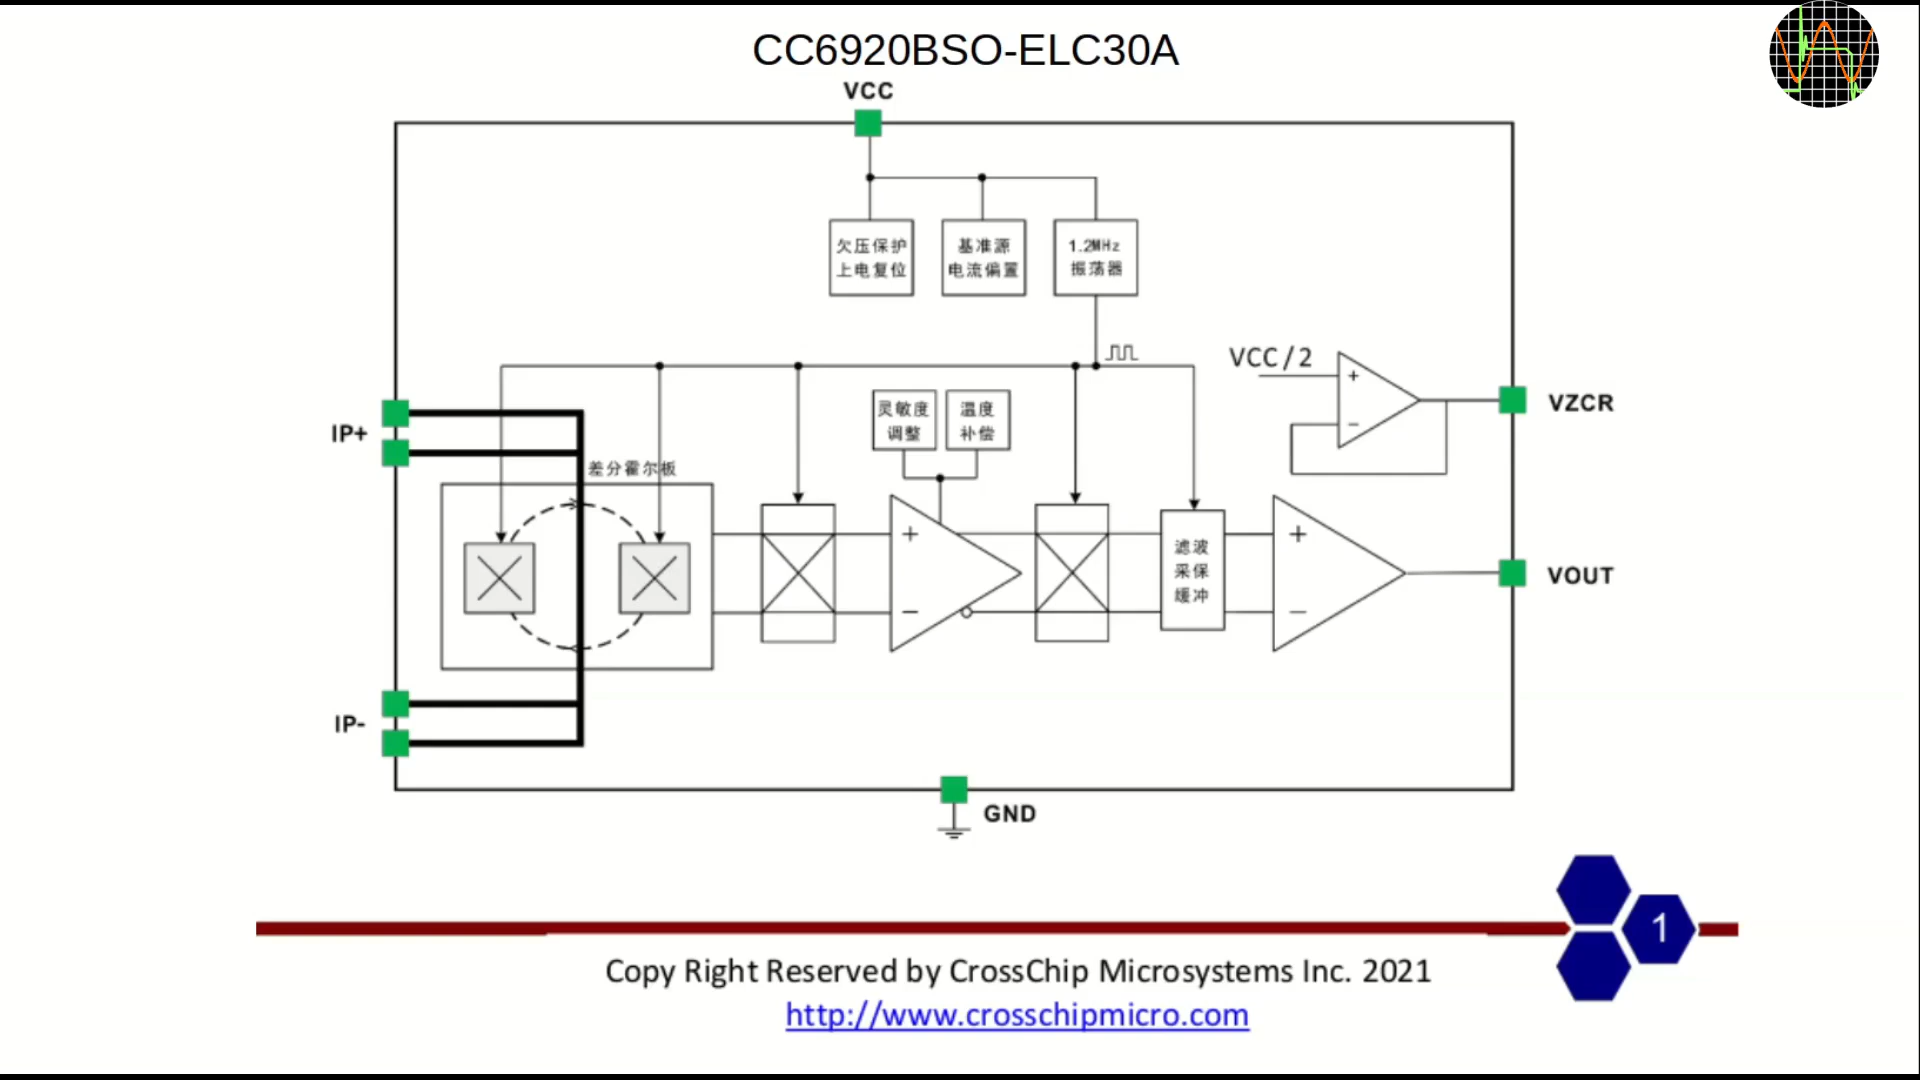 CC6920BSO-ELC30A
VCC
欠压保护
上电复位
基准源
电流偏置
1.2MHz
振荡器
VCC/2
+
−
VZCR
IP+
灵敏度
调整
温度
补偿
差分霍尔板
+
−
滤波
采保
缓冲
+
−
VOUT
IP-
GND
1
Copy Right Reserved by CrossChip Microsystems Inc. 2021
http://www.crosschipmicro.com